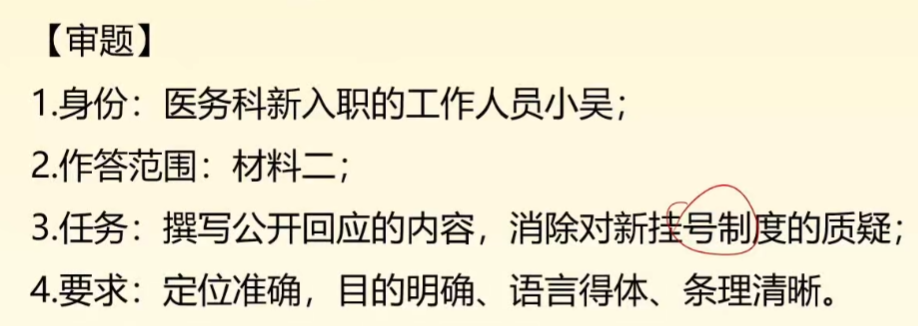 【审题】
1.身份：医务科新入职的工作人员小吴；
2.作答范围：材料二；
3.任务：撰写公开回应的内容，消除对新挂号制度的质疑；
4.要求：定位准确，目的明确、语言得体、条理清晰。